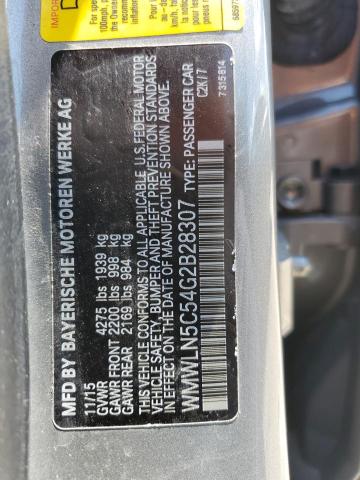 MFD BY BAYERISCHE MOTOREN WERKE AG
11/15
GVWR 4275 lbs 1939 kg
GAWR FRONT 2200 lbs 998 kg
GAWR REAR 2169 lbs 984 kg
THIS VEHICLE CONFORMS TO ALL APPLICABLE U.S. FEDERAL MOTOR
VEHICLE SAFETY, BUMPER AND THEFT PREVENTION STANDARDS
IN EFFECT ON THE DATE OF MANUFACTURE SHOWN ABOVE.
WMWLN5C54G2B28307 TYPE: PASSENGER CAR
C2K/7
7315814